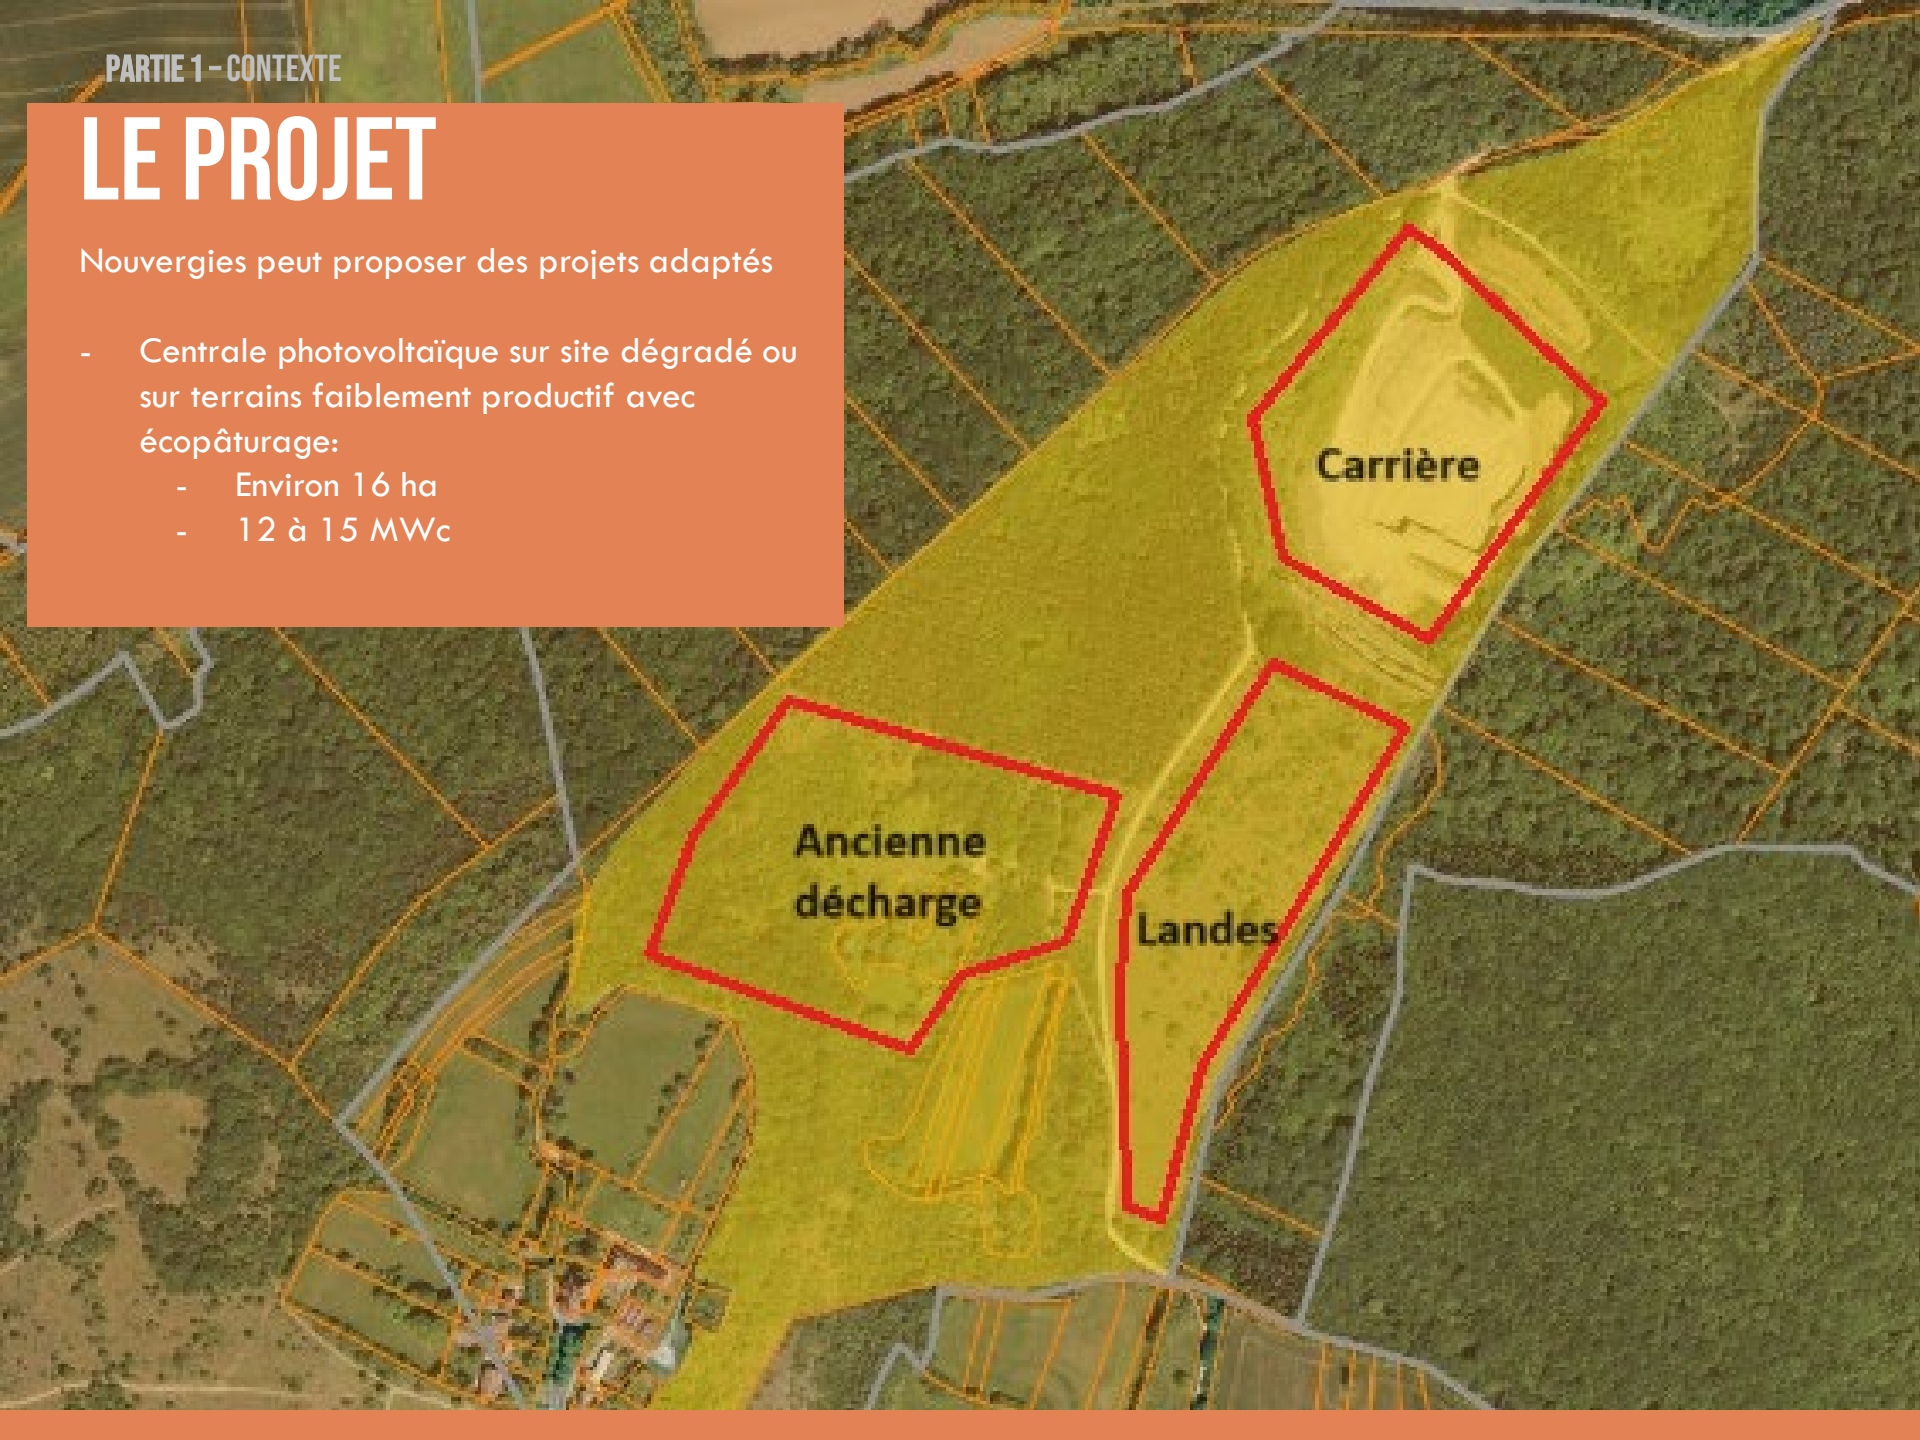 PARTIE 1 – CONTEXTE
LE PROJET
Nouvergies peut proposer des projets adaptés
- Centrale photovoltaïque sur site dégradé ou
sur terrains faiblement productif avec
écopâturage:
- Environ 16 ha
- 12 à 15 MWc
Carrière
Ancienne
décharge
Landes